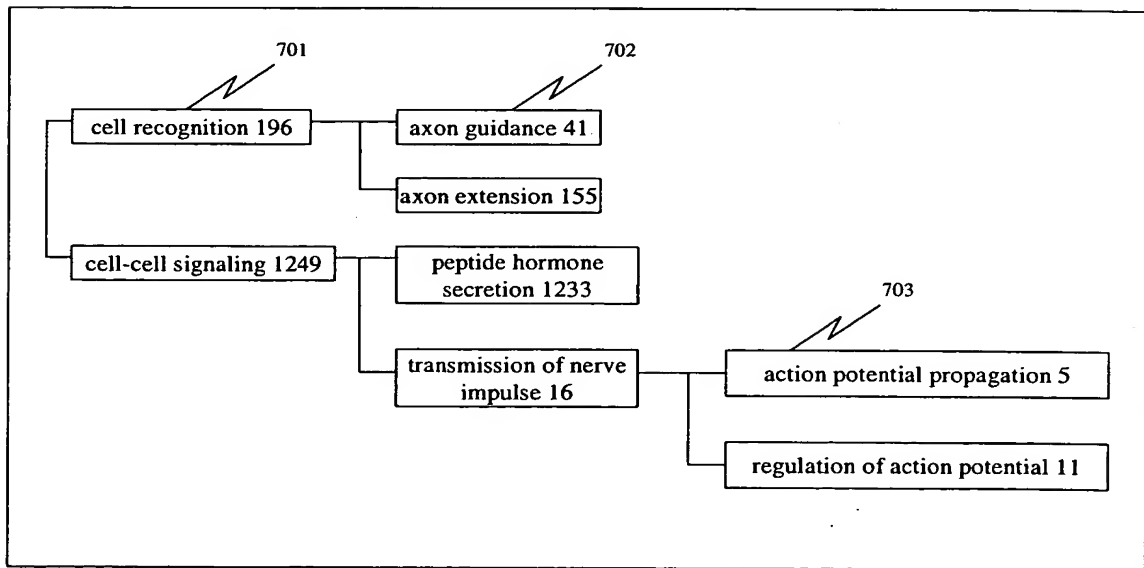 701
702
cell recognition 196
axon guidance 41
axon extension 155
cell-cell signaling 1249
peptide hormone
secretion 1233
703
transmission of nerve
impulse 16
action potential propagation 5
regulation of action potential 11